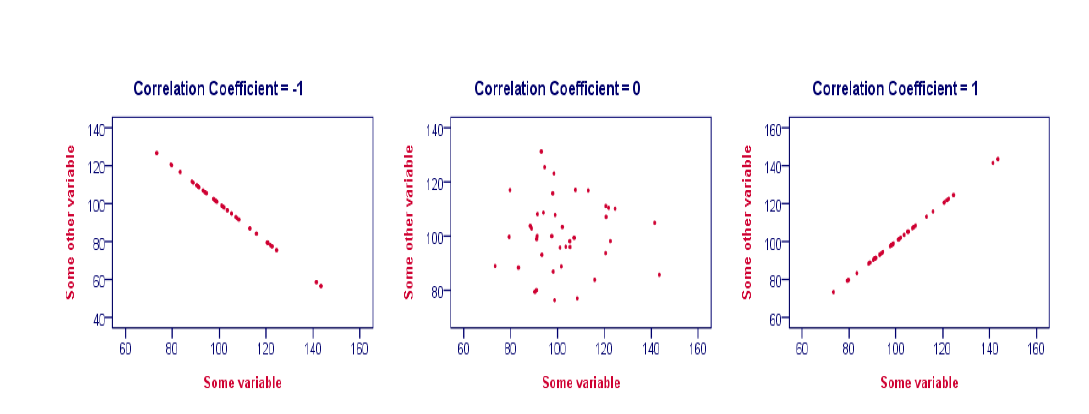 Correlation Coefficient = -1
Some other variable
140
120
100
80
60
40
60 80 100 120 140 160
Some variable
Correlation Coefficient = 0
Some other variable
140
120
100
80
60 80 100 120 140 160
Some variable
Correlation Coefficient = 1
Some other variable
160
140
120
100
80
60
60 80 100 120 140 160
Some variable